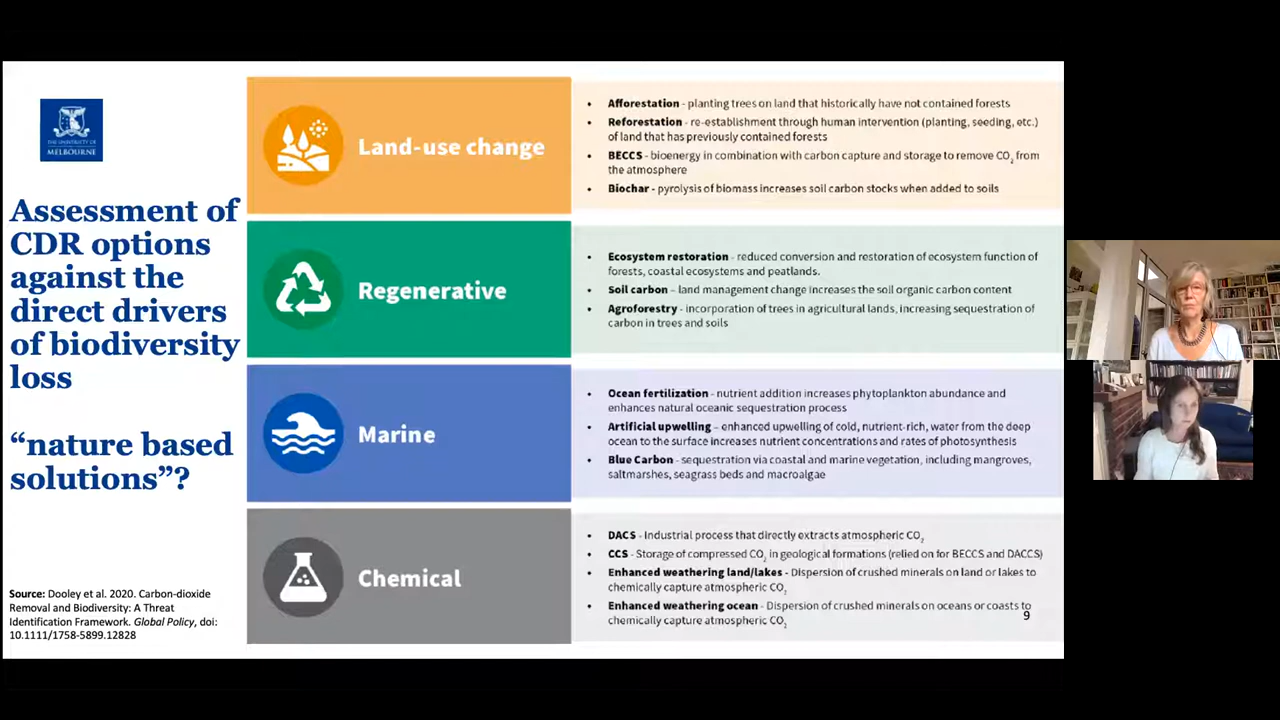 THE UNIVERSITY OF
MELBOURNE
Assessment of
CDR options
against the
direct drivers
of biodiversity
loss
“nature based
solutions”?
Source: Dooley et al. 2020. Carbon-dioxide
Removal and Biodiversity: A Threat
Identification Framework. Global Policy, doi:
10.1111/1758-5899.12828
Land-use change
• Afforestation - planting trees on land that historically have not contained forests
• Reforestation - re-establishment through human intervention (planting, seeding, etc.)
of land that has previously contained forests
• BECCS - bioenergy in combination with carbon capture and storage to remove CO₂ from
the atmosphere
• Biochar - pyrolysis of biomass increases soil carbon stocks when added to soils
Regenerative
• Ecosystem restoration - reduced conversion and restoration of ecosystem function of
forests, coastal ecosystems and peatlands.
• Soil carbon – land management change increases the soil organic carbon content
• Agroforestry - incorporation of trees in agricultural lands, increasing sequestration of
carbon in trees and soils
Marine
• Ocean fertilization - nutrient addition increases phytoplankton abundance and
enhances natural oceanic sequestration process
• Artificial upwelling – enhanced upwelling of cold, nutrient-rich, water from the deep
ocean to the surface increases nutrient concentrations and rates of photosynthesis
• Blue Carbon - sequestration via coastal and marine vegetation, including mangroves,
saltmarshes, seagrass beds and macroalgae
Chemical
• DACS - Industrial process that directly extracts atmospheric CO₂
• CCS - Storage of compressed CO₂ in geological formations (relied on for BECCS and DACCS)
• Enhanced weathering land/lakes - Dispersion of crushed minerals on land or lakes to
chemically capture atmospheric CO₂
• Enhanced weathering ocean - Dispersion of crushed minerals on oceans or coasts to
chemically capture atmospheric CO₂
9